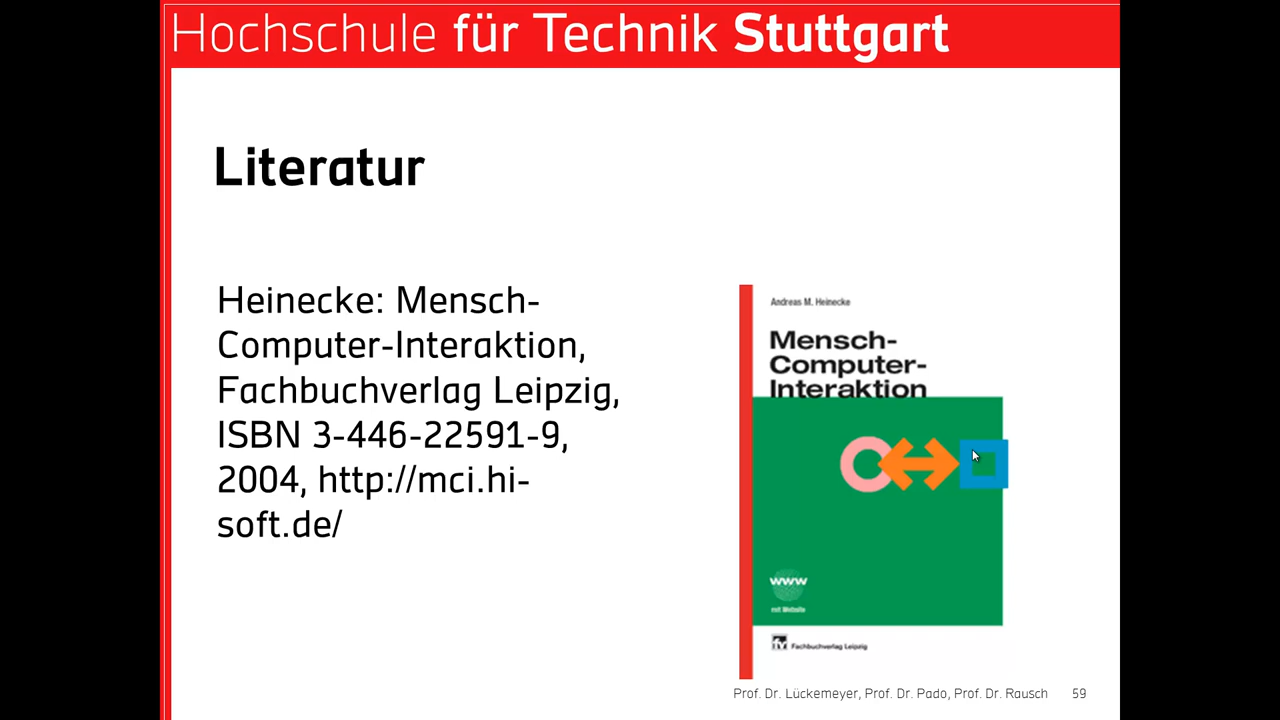 Hochschule für Technik Stuttgart
Literatur
Heinecke: Mensch-
Computer-Interaktion,
Fachbuchverlag Leipzig,
ISBN 3-446-22591-9,
2004, http://mci.hi-
soft.de/
Andreas M. Heinecke
Mensch-
Computer-
Interaktion
www
mit Website
fv Fachbuchverlag Leipzig
Prof. Dr. Lückemeyer, Prof. Dr. Pado, Prof. Dr. Rausch 59